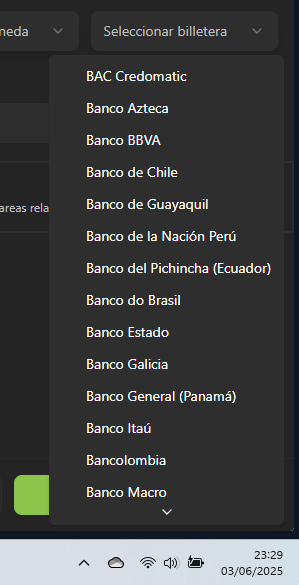 neda
Seleccionar billetera
BAC Credomatic
Banco Azteca
Banco BBVA
Banco de Chile
Banco de Guayaquil
areas rela
Banco de la Nación Perú
Banco del Pichincha (Ecuador)
Banco do Brasil
Banco Estado
Banco Galicia
Banco General (Panamá)
Banco Itaú
Bancolombia
Banco Macro
23:29
03/06/2025